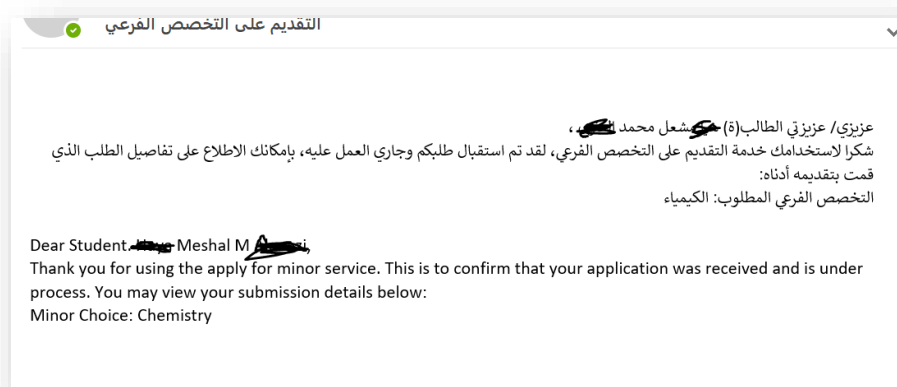 التقديم على التخصص الفرعي
عزيزي/ عزيزتي الطالب(ة) مشعل محمد ،
شكرا لاستخدامك خدمة التقديم على التخصص الفرعي، لقد تم استقبال طلبكم وجاري العمل عليه، بإمكانك الاطلاع على تفاصيل الطلب الذي
قمت بتقديمه أدناه:
التخصص الفرعي المطلوب: الكيمياء
Dear Student. Meshal M ,
Thank you for using the apply for minor service. This is to confirm that your application was received and is under
process. You may view your submission details below:
Minor Choice: Chemistry